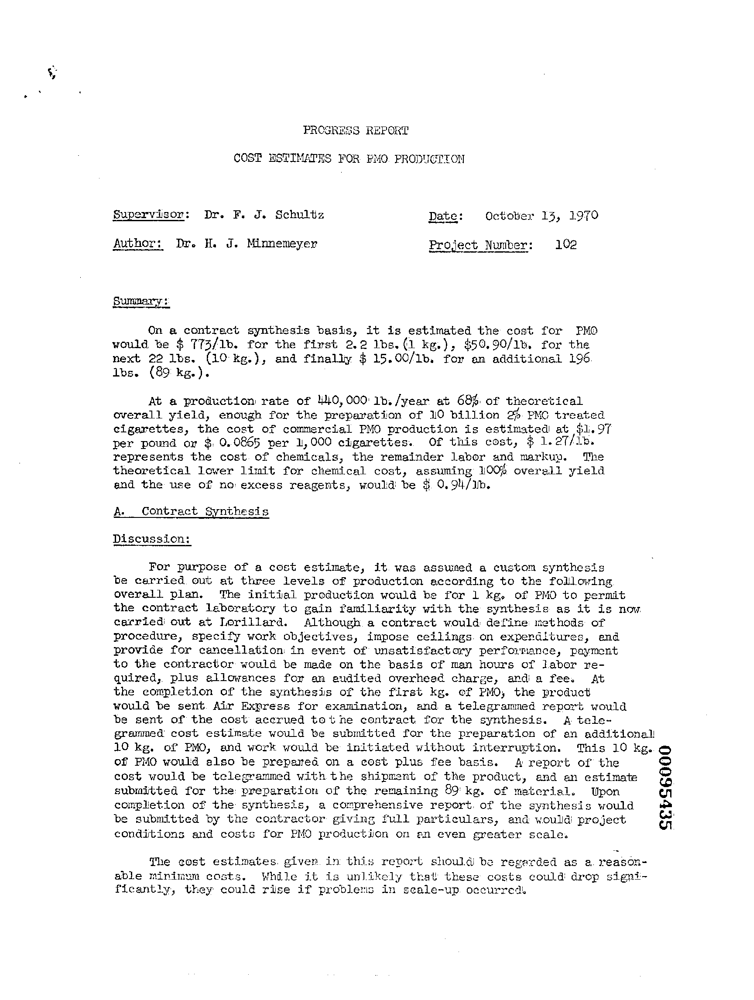 PROGRESS REPORT
COST ESTIMATES FOR PMO PRODUCTION
Supervisor: Dr. F. J. Schultz Date: October 13, 1970
Author: Dr. H. J. Minnemeyer Project Number: 102
Summary:
On a contract synthesis basis, it is estimated the cost for PMO
would be $ 773/lb. for the first 2.2 lbs. (1 kg.), $50.90/lb. for the
next 22 lbs. (10 kg.), and finally $ 15.00/lb. for an additional 196
lbs. (89 kg.).
At a production rate of 440,000 lb./year at 68% of theoretical
overall yield, enough for the preparation of 10 billion 2% PMO treated
cigarettes, the cost of commercial PMO production is estimated at $1.97
per pound or $ 0.0865 per 1,000 cigarettes. Of this cost, $ 1.27/lb.
represents the cost of chemicals, the remainder labor and markup. The
theoretical lower limit for chemical cost, assuming 100% overall yield
and the use of no excess reagents, would be $ 0.94/lb.
A. Contract Synthesis
Discussion:
For purpose of a cost estimate, it was assumed a custom synthesis
be carried out at three levels of production according to the following
overall plan. The initial production would be for 1 kg. of PMO to permit
the contract laboratory to gain familiarity with the synthesis as it is now
carried out at Lorillard. Although a contract would define methods of
procedure, specify work objectives, impose ceilings on expenditures, and
provide for cancellation in event of unsatisfactory performance, payment
to the contractor would be made on the basis of man hours of labor re-
quired, plus allowances for an audited overhead charge, and a fee. At
the completion of the synthesis of the first kg. of PMO, the product
would be sent Air Express for examination, and a telegrammed report would
be sent of the cost accrued to the contract for the synthesis. A tele-
grammed cost estimate would be submitted for the preparation of an additional
10 kg. of PMO, and work would be initiated without interruption. This 10 kg.
of PMO would also be prepared on a cost plus fee basis. A report of the
cost would be telegrammed with the shipment of the product, and an estimate
submitted for the preparation of the remaining 89 kg. of material. Upon
completion of the synthesis, a comprehensive report of the synthesis would
be submitted by the contractor giving full particulars, and would project
conditions and costs for PMO production on an even greater scale.
The cost estimates given in this report should be regarded as a reason-
able minimum costs. While it is unlikely that these costs could drop signi-
ficantly, they could rise if problems in scale-up occurred.
00095435